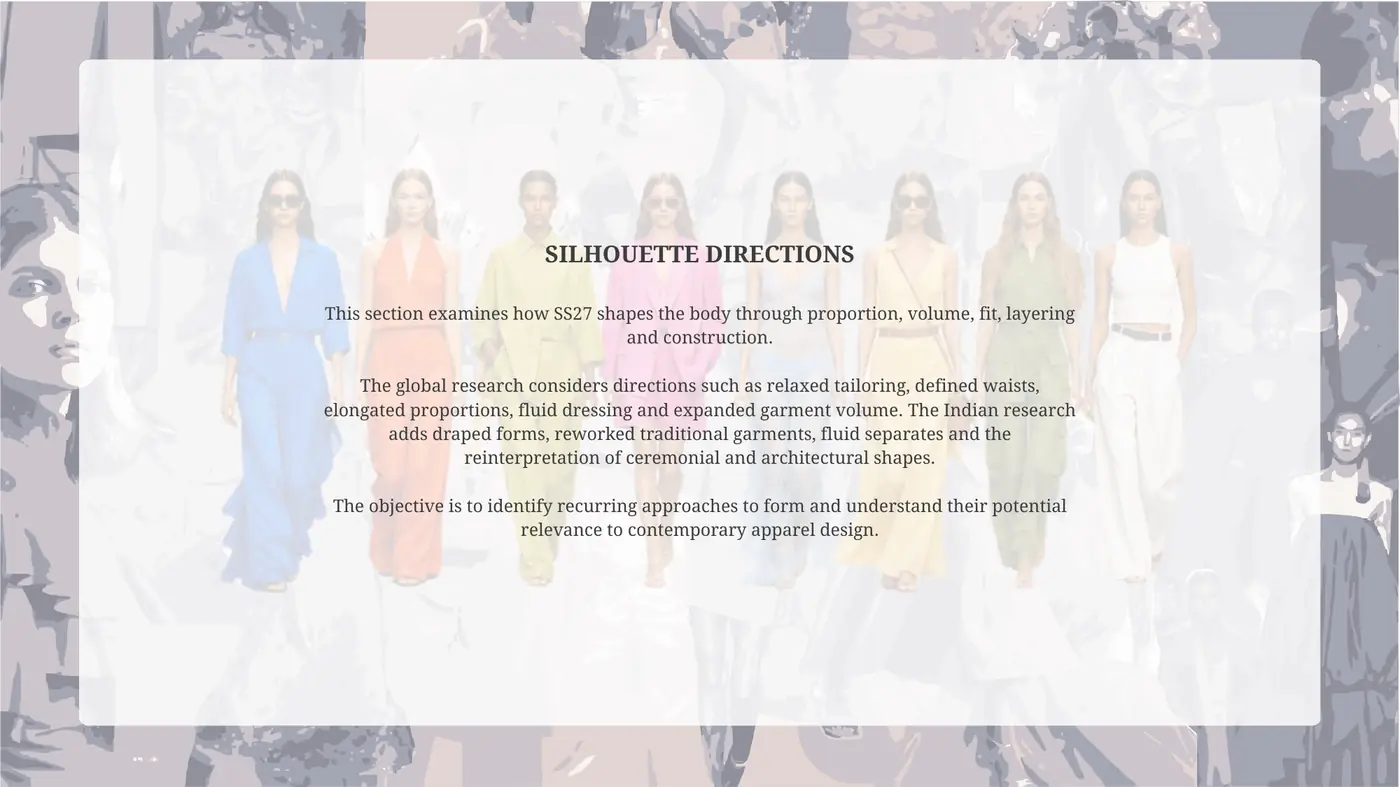 SILHOUETTE DIRECTIONS
This section examines how SS27 shapes the body through proportion, volume, fit, layering
and construction.
The global research considers directions such as relaxed tailoring, defined waists,
elongated proportions, fluid dressing and expanded garment volume. The Indian research
adds draped forms, reworked traditional garments, fluid separates and the
reinterpretation of ceremonial and architectural shapes.
The objective is to identify recurring approaches to form and understand their potential
relevance to contemporary apparel design.